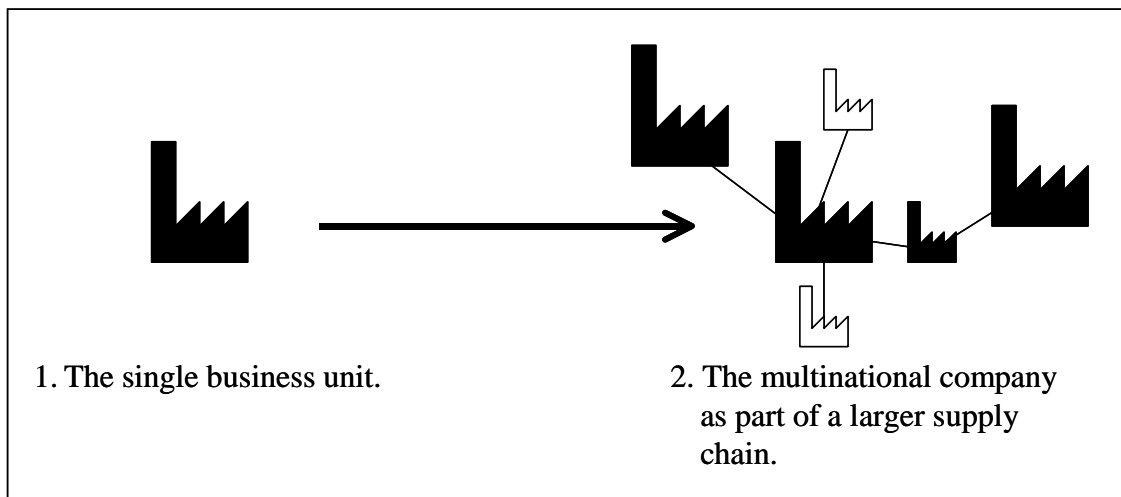 1. The single business unit.
2. The multinational company
as part of a larger supply
chain.